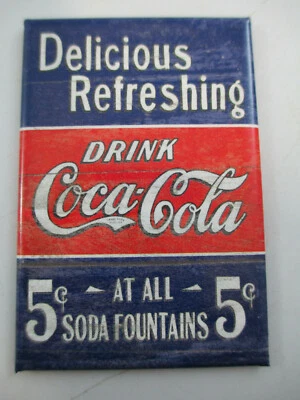 Delicious
Refreshing
DRINK
Coca-Cola
5¢ AT ALL 5¢
SODA FOUNTAINS